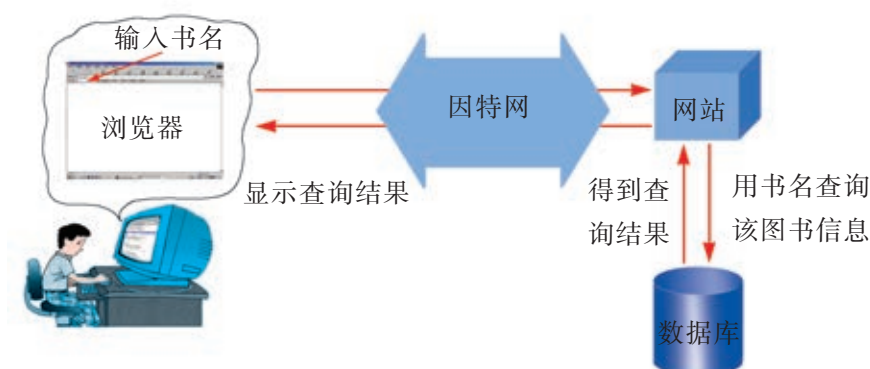 输入书名
浏览器
因特网
网站
显示查询结果
得到查
询结果
用书名查询
该图书信息
数据库